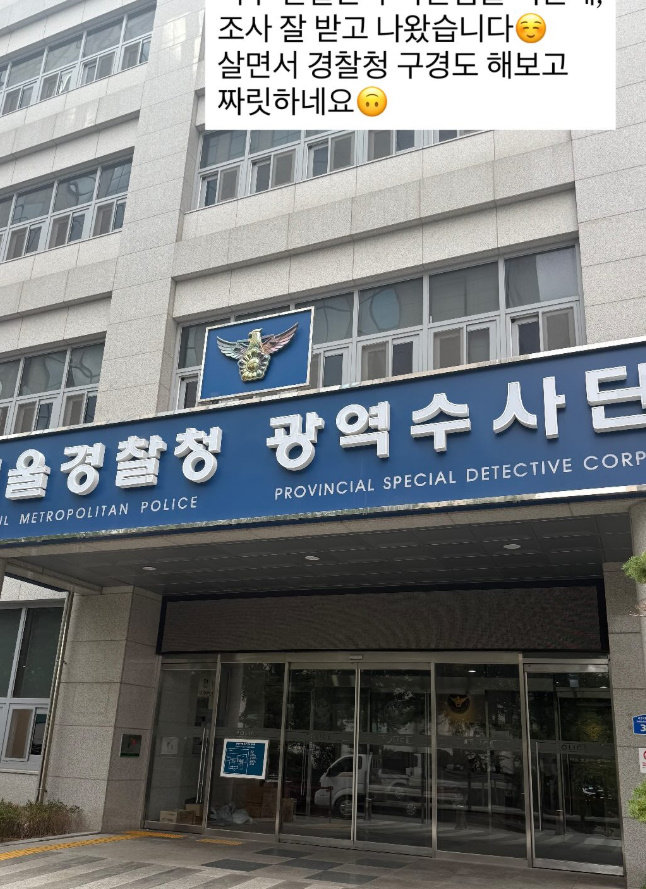 조사 잘 받고 나왔습니다☺️
살면서 경찰청 구경도 해보고
짜릿하네요🙃
울경찰청 광역수사단
METROPOLITAN POLICE
PROVINCIAL SPECIAL DETECTIVE CORP